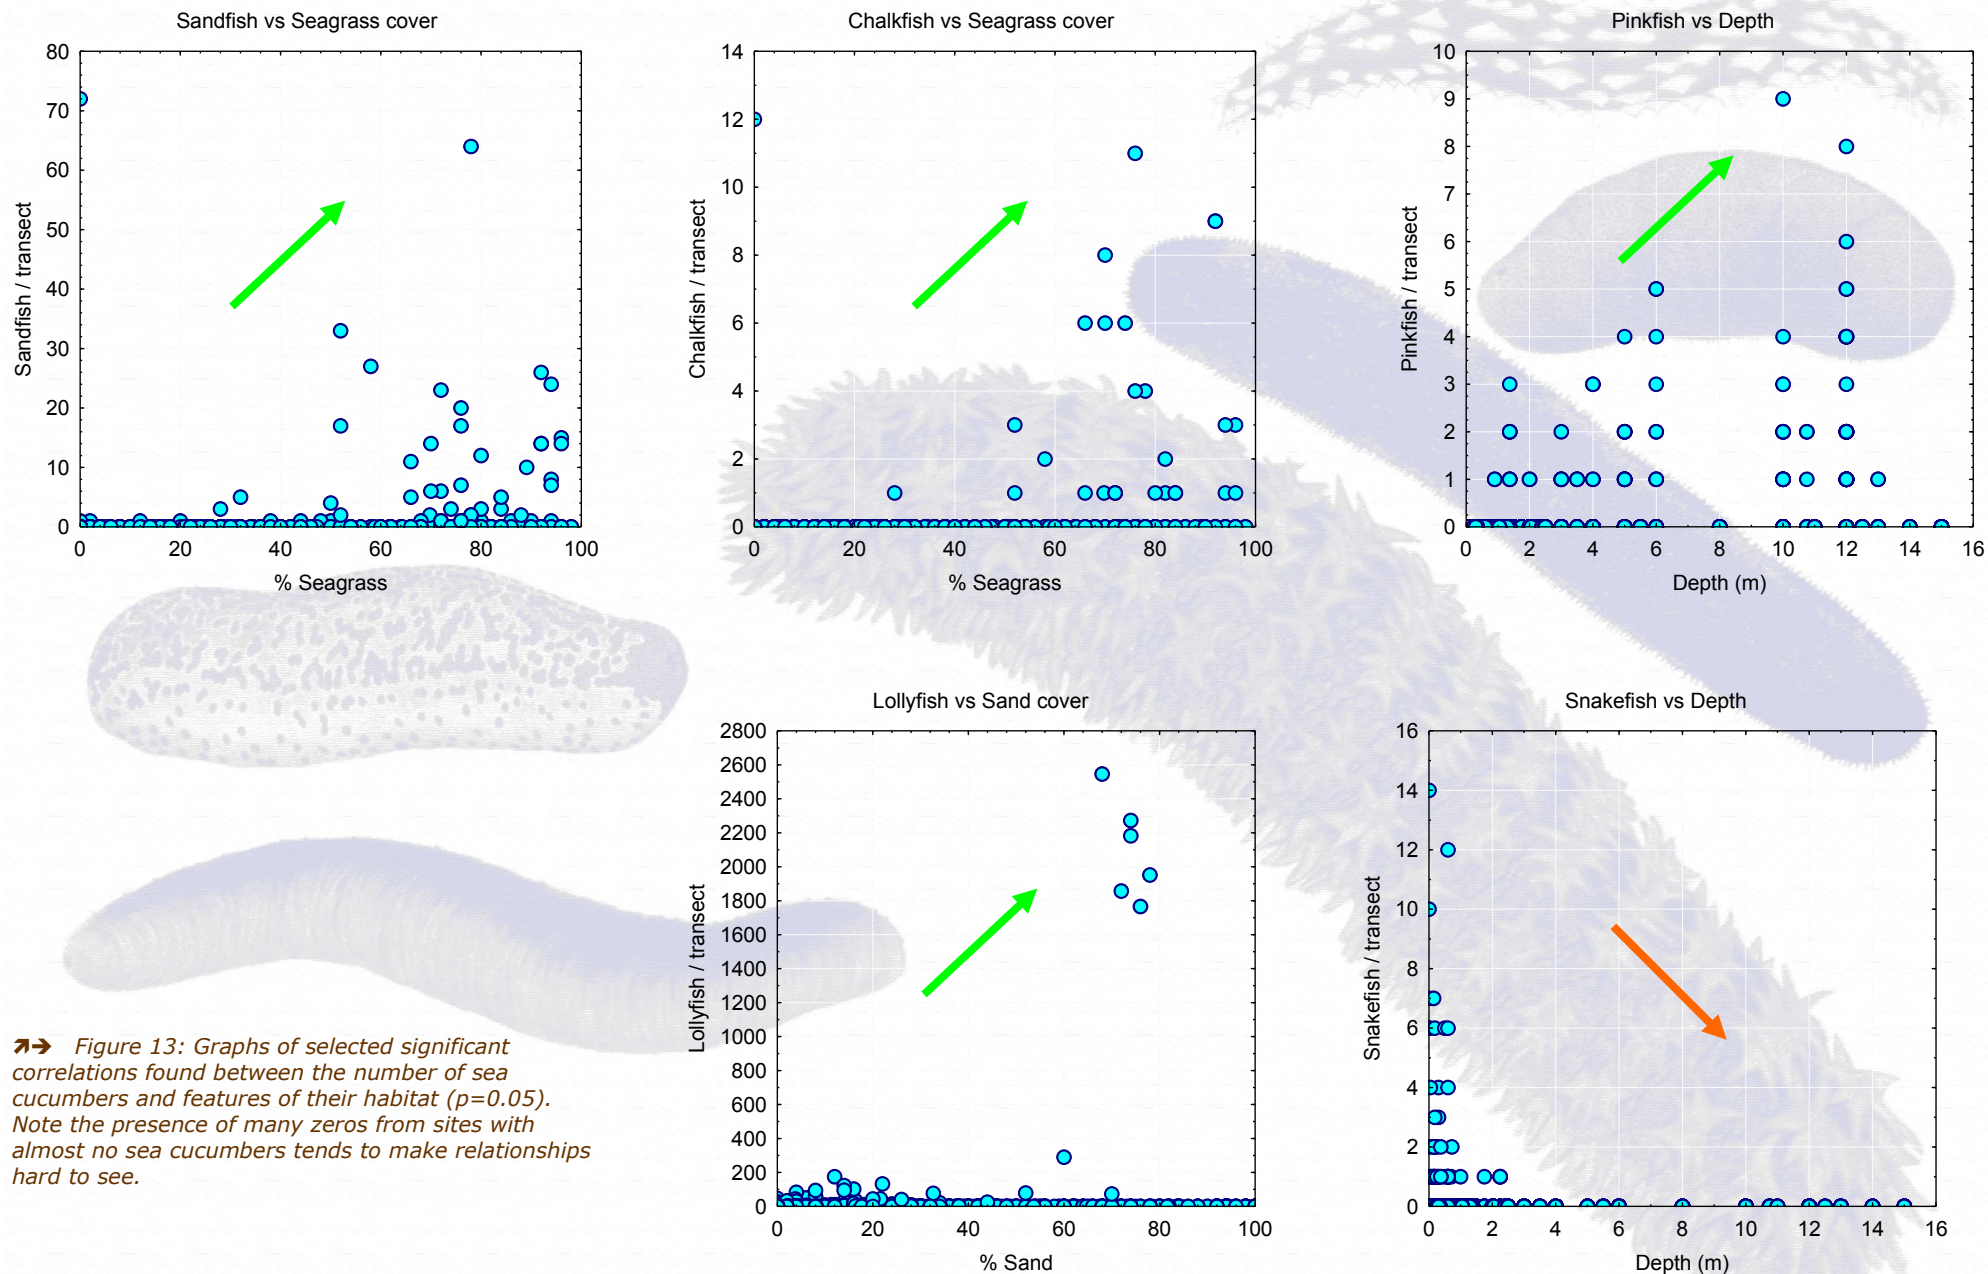 Sandfish vs Seagrass cover
80
70
60
50
40
30
20
10
0
Sandfish / transect
0 20 40 60 80 100
% Seagrass
Chalkfish vs Seagrass cover
14
12
10
8
6
4
2
0
Chalkfish / transect
0 20 40 60 80 100
% Seagrass
Pinkfish vs Depth
10
9
8
7
6
5
4
3
2
1
0
Pinkfish / transect
0 2 4 6 8 10 12 14 16
Depth (m)
Lollyfish vs Sand cover
2800
2600
2400
2200
2000
1800
1600
1400
1200
1000
800
600
400
200
0
Lollyfish / transect
0 20 40 60 80 100
% Sand
Snakefish vs Depth
16
14
12
10
8
6
4
2
0
Snakefish / transect
0 2 4 6 8 10 12 14 16
Depth (m)
Figure 13: Graphs of selected significant
correlations found between the number of sea
cucumbers and features of their habitat (p=0.05).
Note the presence of many zeros from sites with
almost no sea cucumbers tends to make relationships
hard to see.